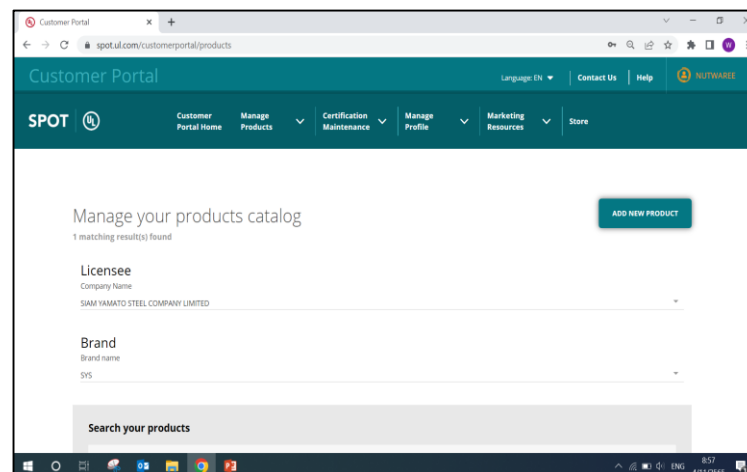 Customer Portal
spot.ul.com/customerportal/products
Customer Portal
Language: EN
Contact Us
Help
NUTWAREE
SPOT
UL
Customer Portal Home
Manage Products
Certification Maintenance
Manage Profile
Marketing Resources
Store
Manage your products catalog
ADD NEW PRODUCT
1 matching result(s) found
Licensee
Company Name
SIAM YAMATO STEEL COMPANY LIMITED
Brand
Brand name
SYS
Search your products
ENG
8:57